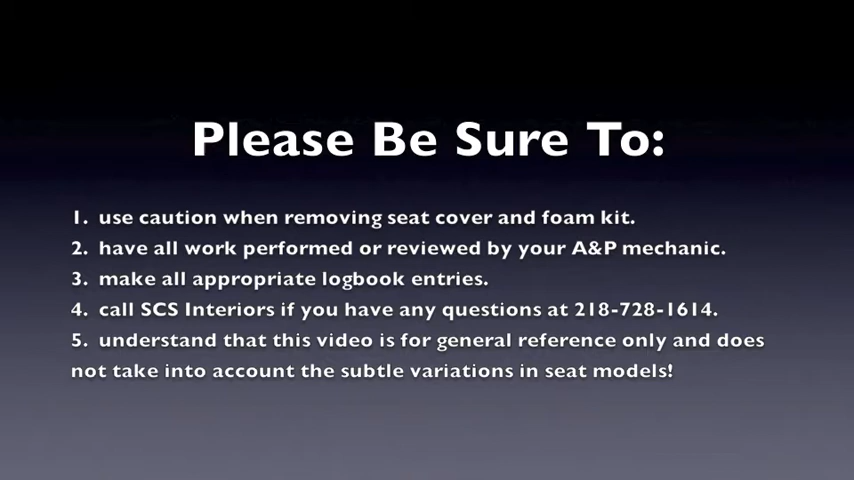 Please Be Sure To:
1. use caution when removing seat cover and foam kit.
2. have all work performed or reviewed by your A&P mechanic.
3. make all appropriate logbook entries.
4. call SCS Interiors if you have any questions at 218-728-1614.
5. understand that this video is for general reference only and does
not take into account the subtle variations in seat models!